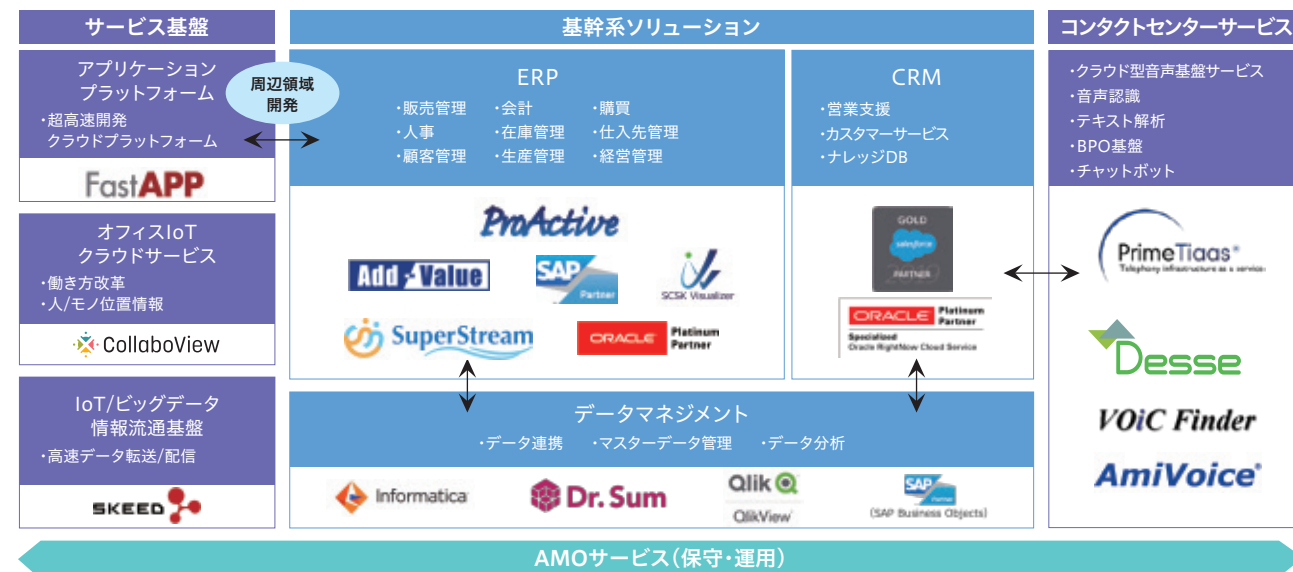 サービス基盤
アプリケーション
プラットフォーム
・超高速開発
クラウドプラットフォーム
FastAPP
オフィスIoT
クラウドサービス
・働き方改革
・人/モノ位置情報
CollaboView
IoT/ビッグデータ
情報流通基盤
・高速データ転送/配信
SKEED
周辺領域
開発
基幹系ソリューション
ERP
・販売管理 ・会計 ・購買
・人事 ・在庫管理 ・仕入先管理
・顧客管理 ・生産管理 ・経営管理
ProActive
Add Value
SAP
Partner
SCSK Visualizer
SuperStream
ORACLE
Platinum
Partner
CRM
・営業支援
・カスタマーサービス
・ナレッジDB
GOLD
salesforce
PARTNER
ORACLE
Platinum
Partner
Specialized
Oracle RightNow Cloud Service
データマネジメント
・データ連携 ・マスターデータ管理 ・データ分析
Informatica
Dr.Sum
Qlik
QlikView
SAP
Partner
(SAP Business Objects)
コンタクトセンターサービス
・クラウド型音声基盤サービス
・音声認識
・テキスト解析
・BPO基盤
・チャットボット
PrimeTiaas®
Telephony infrastructure as a service
Desse
VOiC Finder
AmiVoice®
AMOサービス(保守・運用)